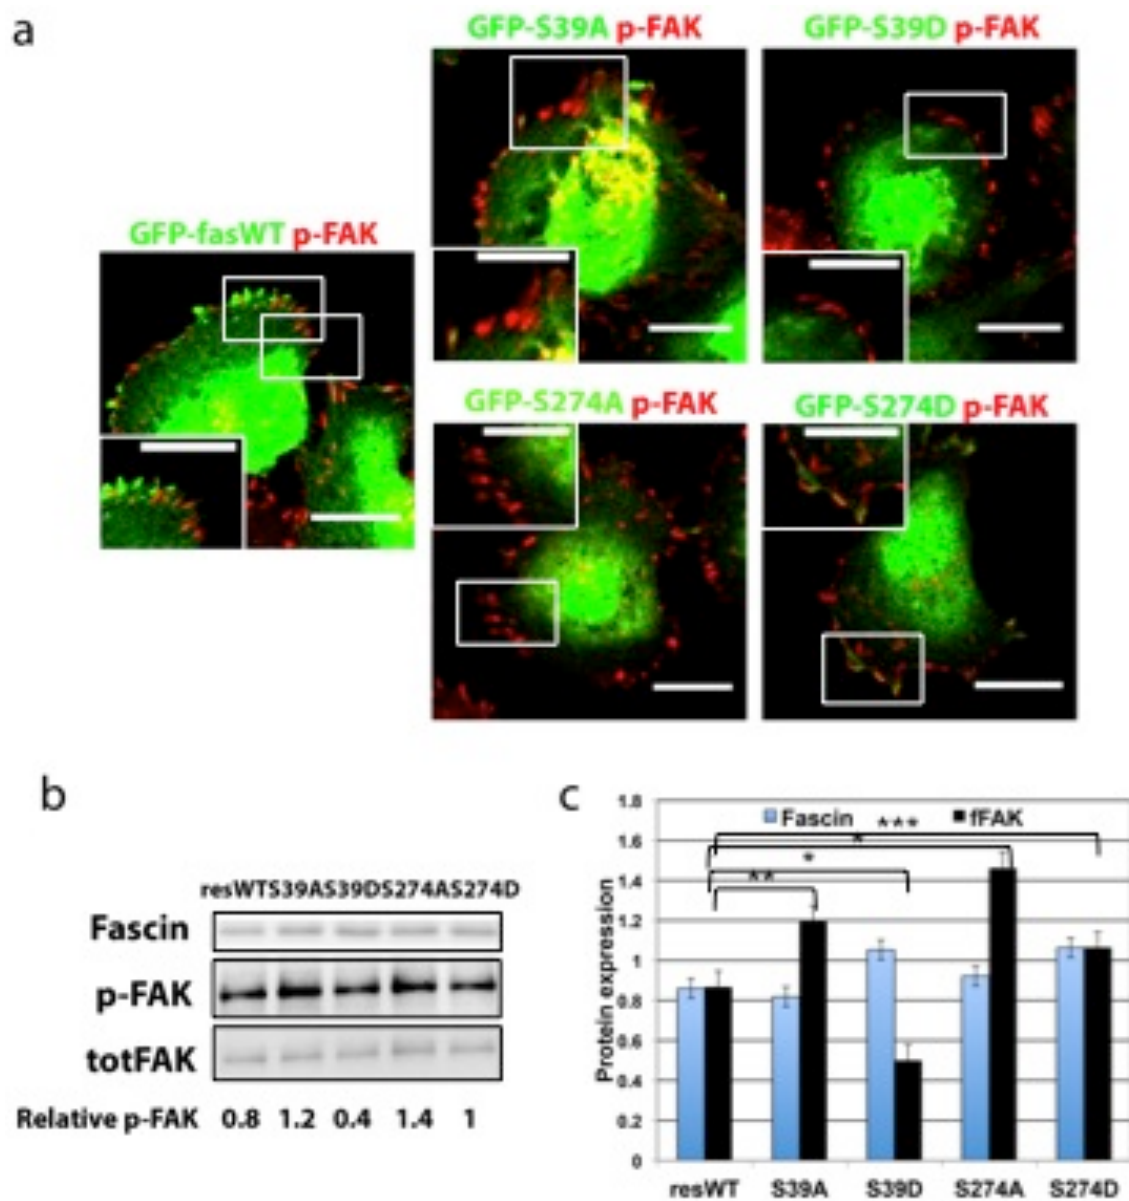 a
GFP-S39A p-FAK
GFP-S39D p-FAK
GFP-fasWT p-FAK
GFP-S274A p-FAK
GFP-S274D p-FAK
b
resWTS39AS39DS274AS274D
Fascin
p-FAK
totFAK
Relative p-FAK 0.8 1.2 0.4 1.4 1
c
Fascin fFAK
***
*
*
**
Protein expression
1.8
1.6
1.4
1.2
1
0.8
0.6
0.4
0.2
0
resWT S39A S39D S274A S274D